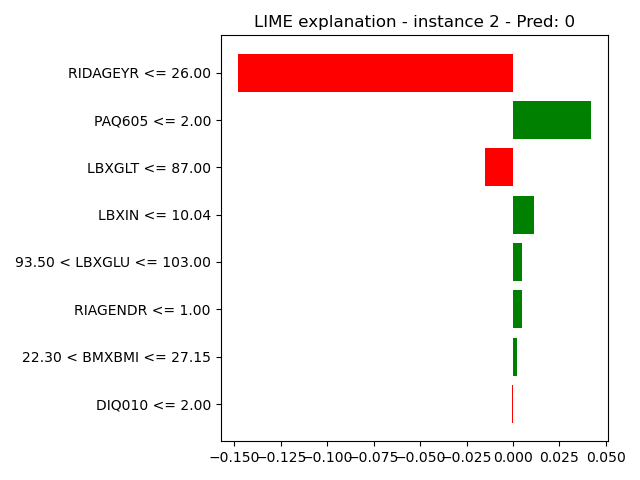 LIME explanation - instance 2 - Pred: 0
RIDAGEYR <= 26.00
PAQ605 <= 2.00
LBXGLT <= 87.00
LBXIN <= 10.04
93.50 < LBXGLU <= 103.00
RIAGENDR <= 1.00
22.30 < BMXBMI <= 27.15
DIQ010 <= 2.00
−0.150 −0.125 −0.100 −0.075 −0.050 −0.025 0.000 0.025 0.050